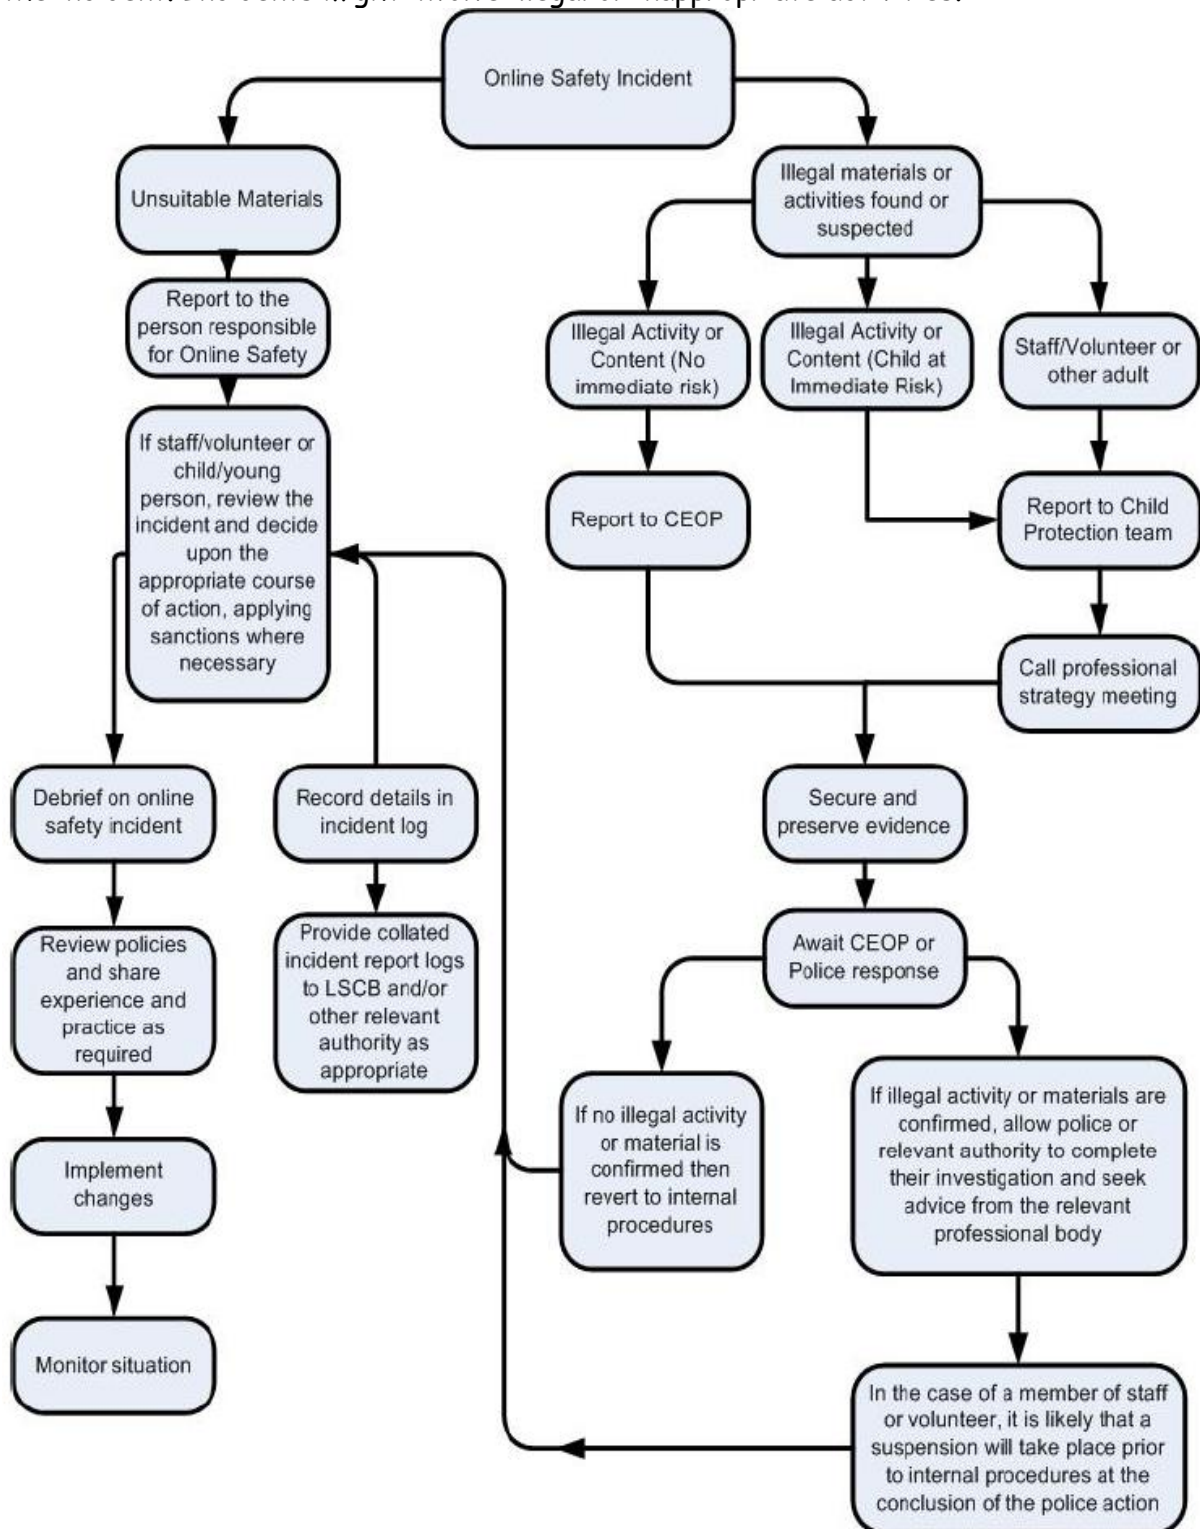 Online Safety Incident
Unsuitable Materials
Report to the
person responsible
for Online Safety
If staff/volunteer or
child/young
person, review the
incident and decide
upon the
appropriate course
of action, applying
sanctions where
necessary
Debrief on online
safety incident
Review policies
and share
experience and
practice as
required
Implement
changes
Monitor situation
Record details in
incident log
Provide collated
incident report logs
to LSCB and/or
other relevant
authority as
appropriate
Illegal materials or
activities found or
suspected
Illegal Activity or
Content (No
immediate risk)
Illegal Activity or
Content (Child at
Immediate Risk)
Staff/Volunteer or
other adult
Report to CEOP
Report to Child
Protection team
Call professional
strategy meeting
Secure and
preserve evidence
Await CEOP or
Police response
If no illegal activity
or material is
confirmed then
revert to internal
procedures
If illegal activity or materials are
confirmed, allow police or
relevant authority to complete
their investigation and seek
advice from the relevant
professional body
In the case of a member of staff
or volunteer, it is likely that a
suspension will take place prior
to internal procedures at the
conclusion of the police action